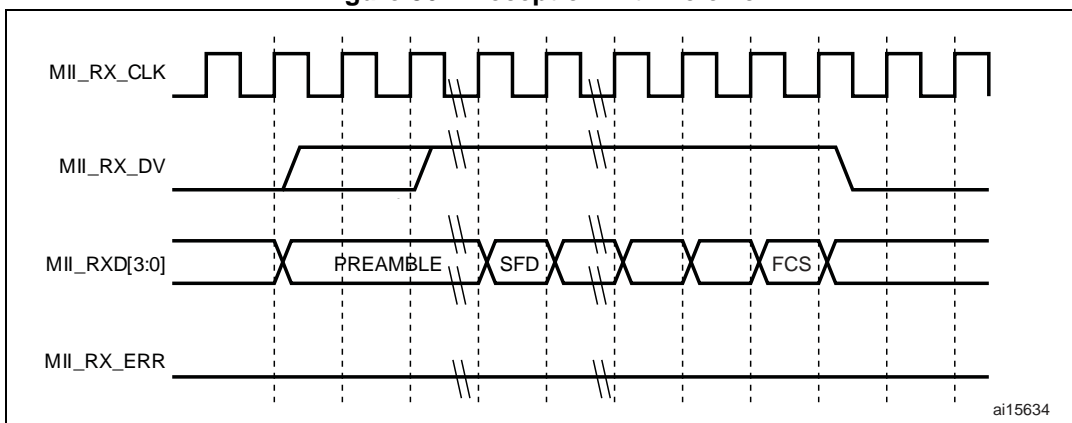 MII_RX_CLK
MII_RX_DV
MII_RXD[3:0]
PREAMBLE
SFD
FCS
MII_RX_ERR
ai15634